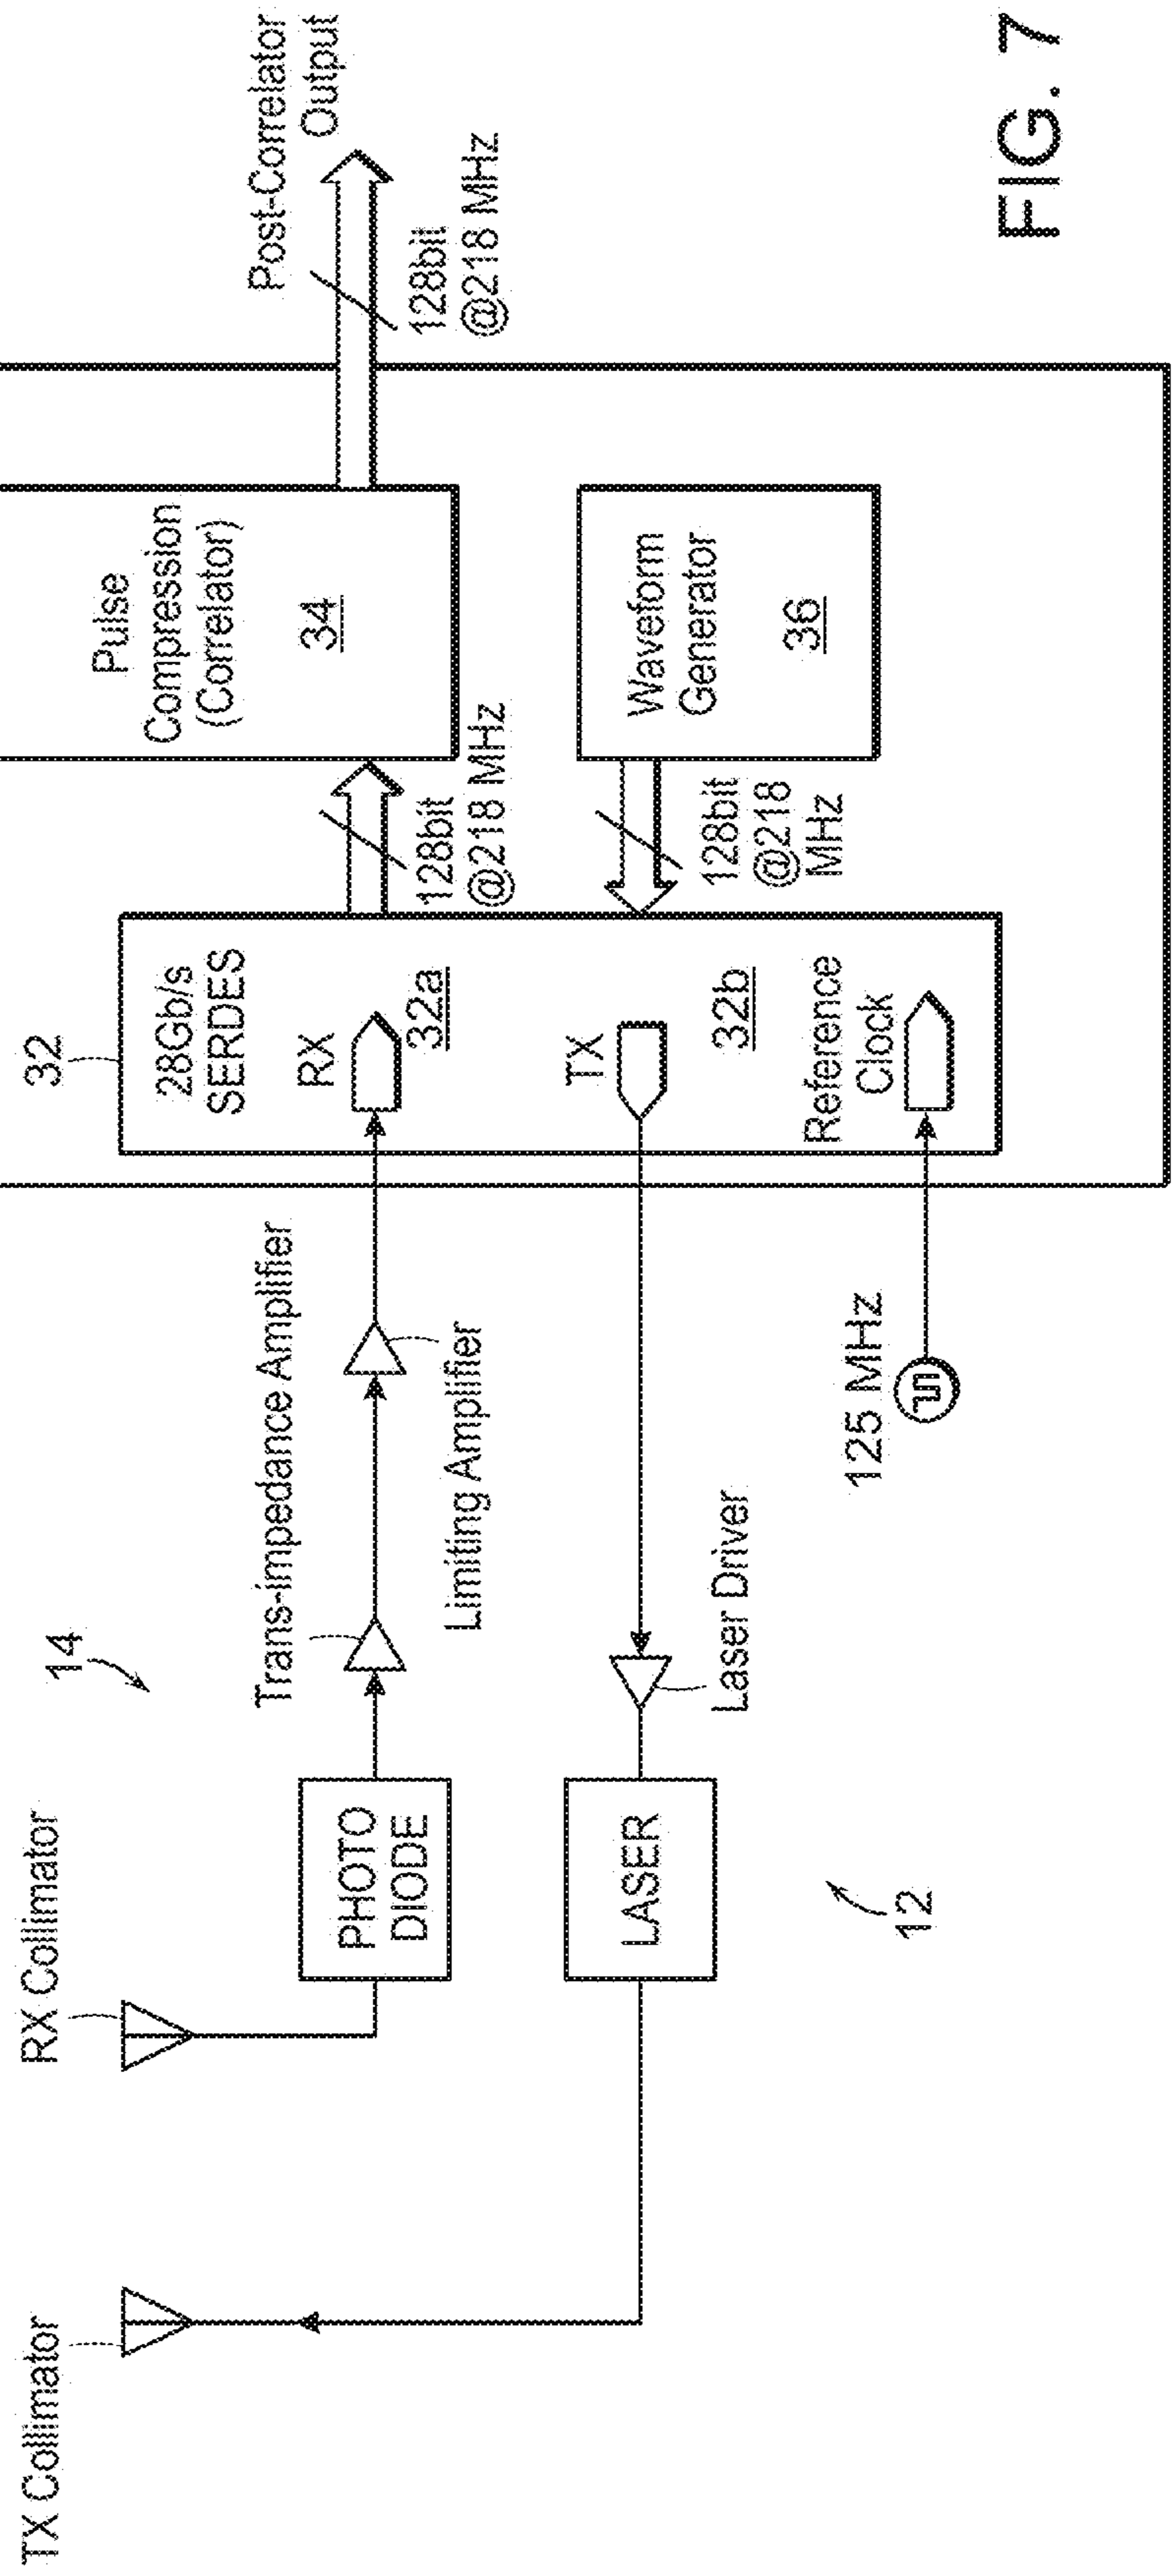 TX Collimator
RX Collimator
14
32
Trans-impedance Amplifier
PHOTO
DIODE
Limiting Amplifier
28Gb/s
SERDES
RX
32a
128bit
@218 MHz
Pulse
Compression
(Correlator)
34
Post-Correlator
Output
128bit
@218 MHz
LASER
Laser Driver
TX
32b
128bit
@218
MHz
Waveform
Generator
36
12
125 MHz
Reference
Clock
FIG. 7